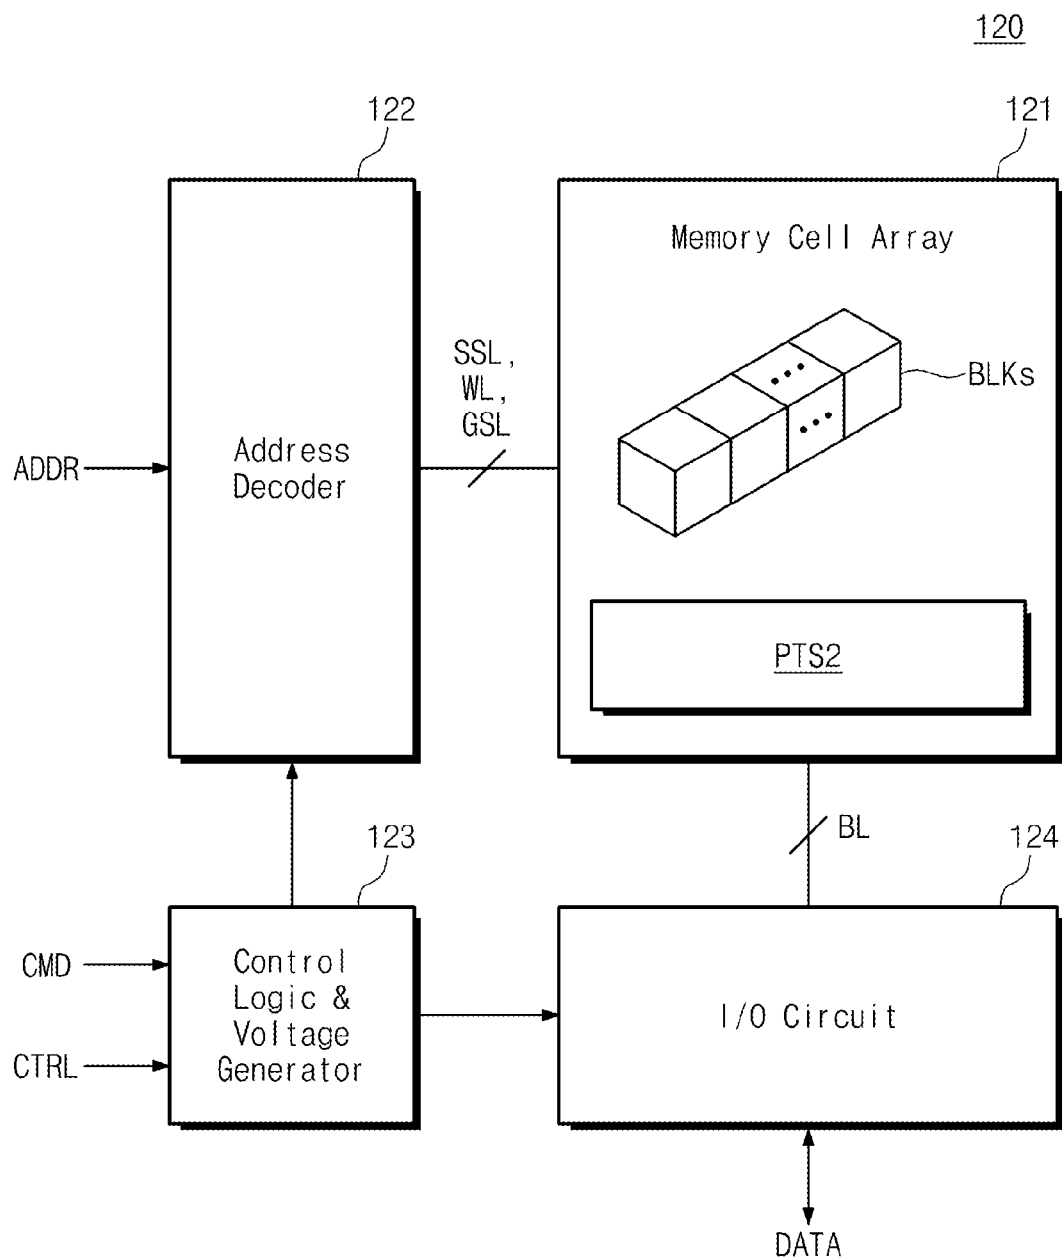 120
122
121
Memory Cell Array
SSL,
WL,
GSL
BLKs
ADDR
Address
Decoder
PTS2
123
BL
124
CMD
CTRL
Control
Logic &
Voltage
Generator
I/O Circuit
DATA